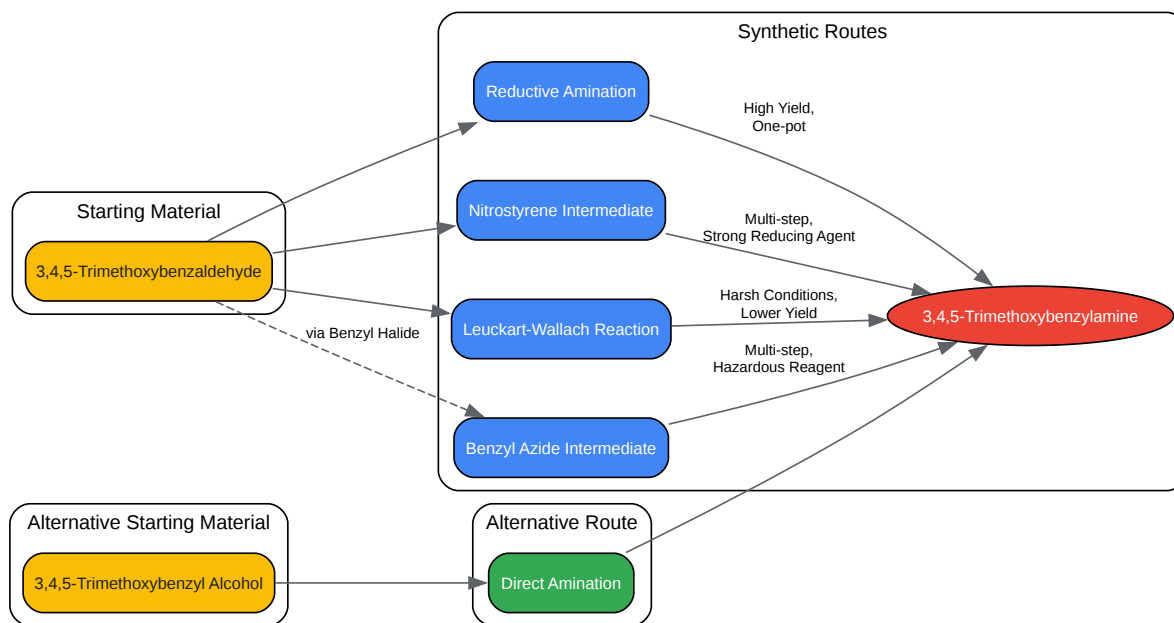 Synthetic Routes
Reductive Amination
High Yield,
One-pot
Starting Material
3,4,5-Trimethoxybenzaldehyde
Nitrostyrene Intermediate
Multi-step,
Strong Reducing Agent
Leuckart-Wallach Reaction
Harsh Conditions,
Lower Yield
3,4,5-Trimethoxybenzylamine
via Benzyl Halide
Multi-step,
Hazardous Reagent
Benzyl Azide Intermediate
Alternative Starting Material
3,4,5-Trimethoxybenzyl Alcohol
Alternative Route
Direct Amination